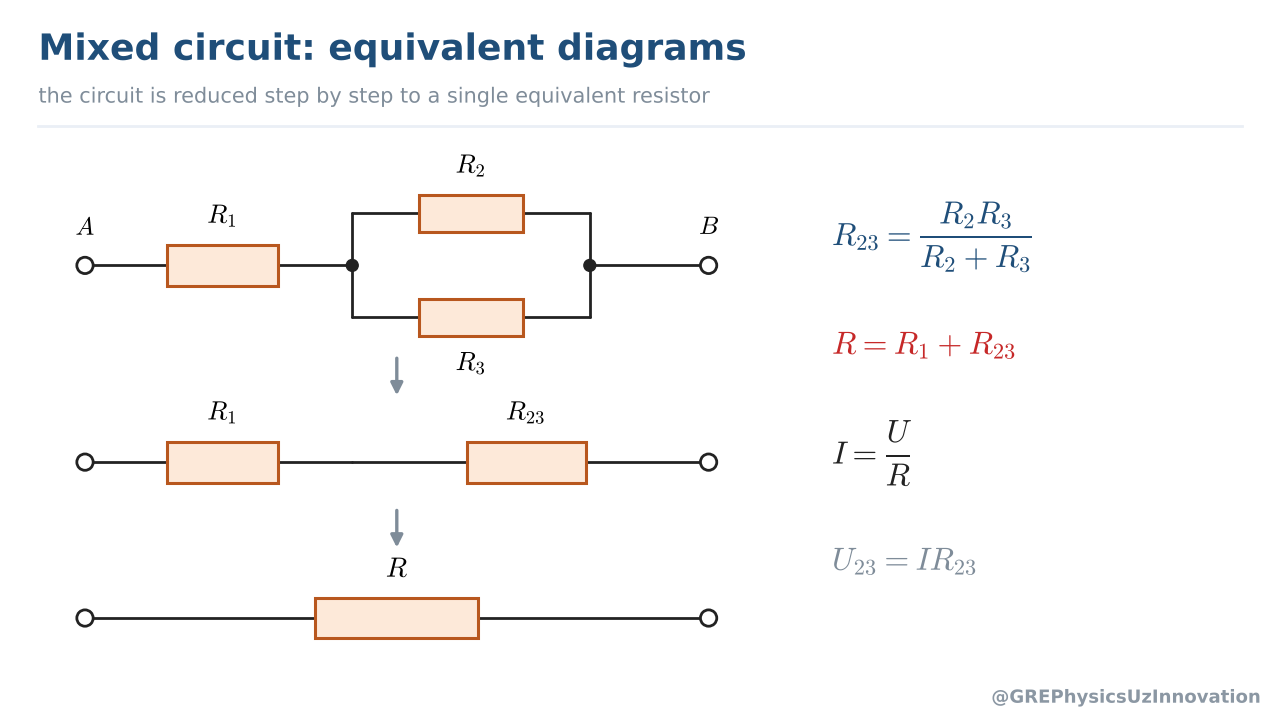 Mixed circuit: equivalent diagrams
the circuit is reduced step by step to a single equivalent resistor
R₂
A
R₁
B
R₃
R₁
R₂₃
R
R₂₃ = R₂R₃ / (R₂ + R₃)
R = R₁ + R₂₃
I = U / R
U₂₃ = IR₂₃
@GREPhysicsUzInnovation